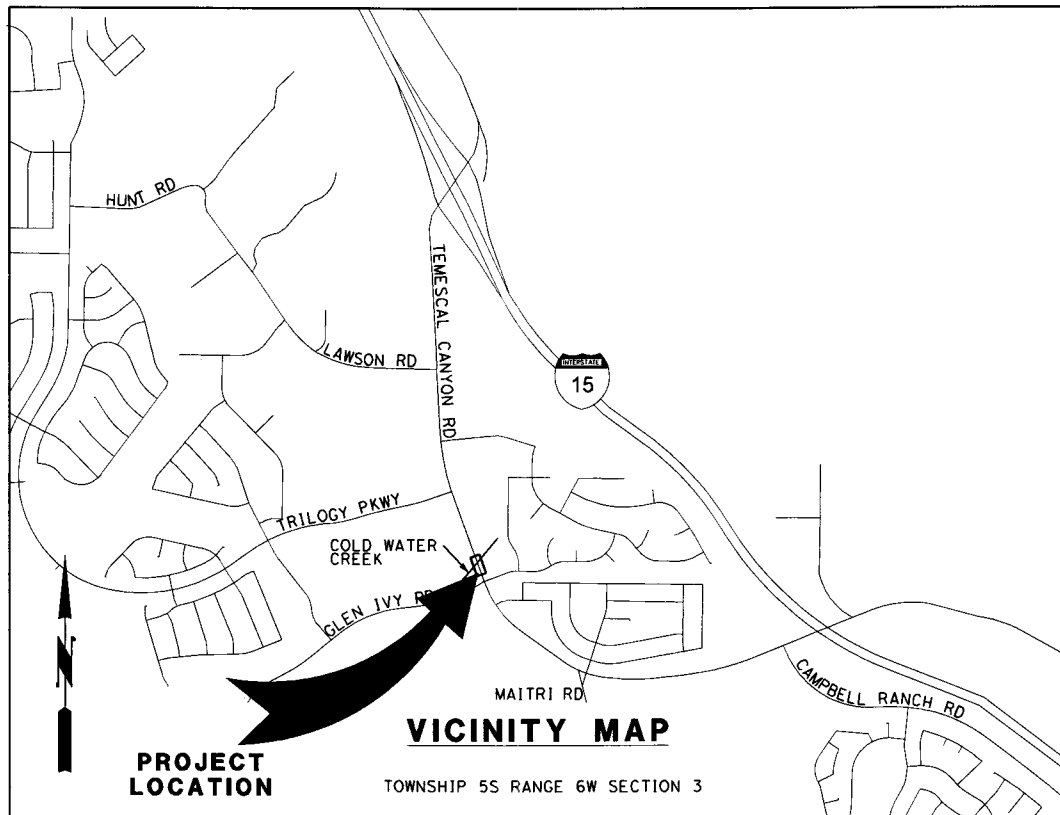 HUNT RD
TEMESCAL CANYON RD
LAWSON RD
INTERSTATE
15
TRILOGY PKWY
COLD WATER
CREEK
GLEN IVY RD
N
MAITRI RD
CAMPBELL RANCH RD
VICINITY MAP
PROJECT
LOCATION
TOWNSHIP 5S RANGE 6W SECTION 3